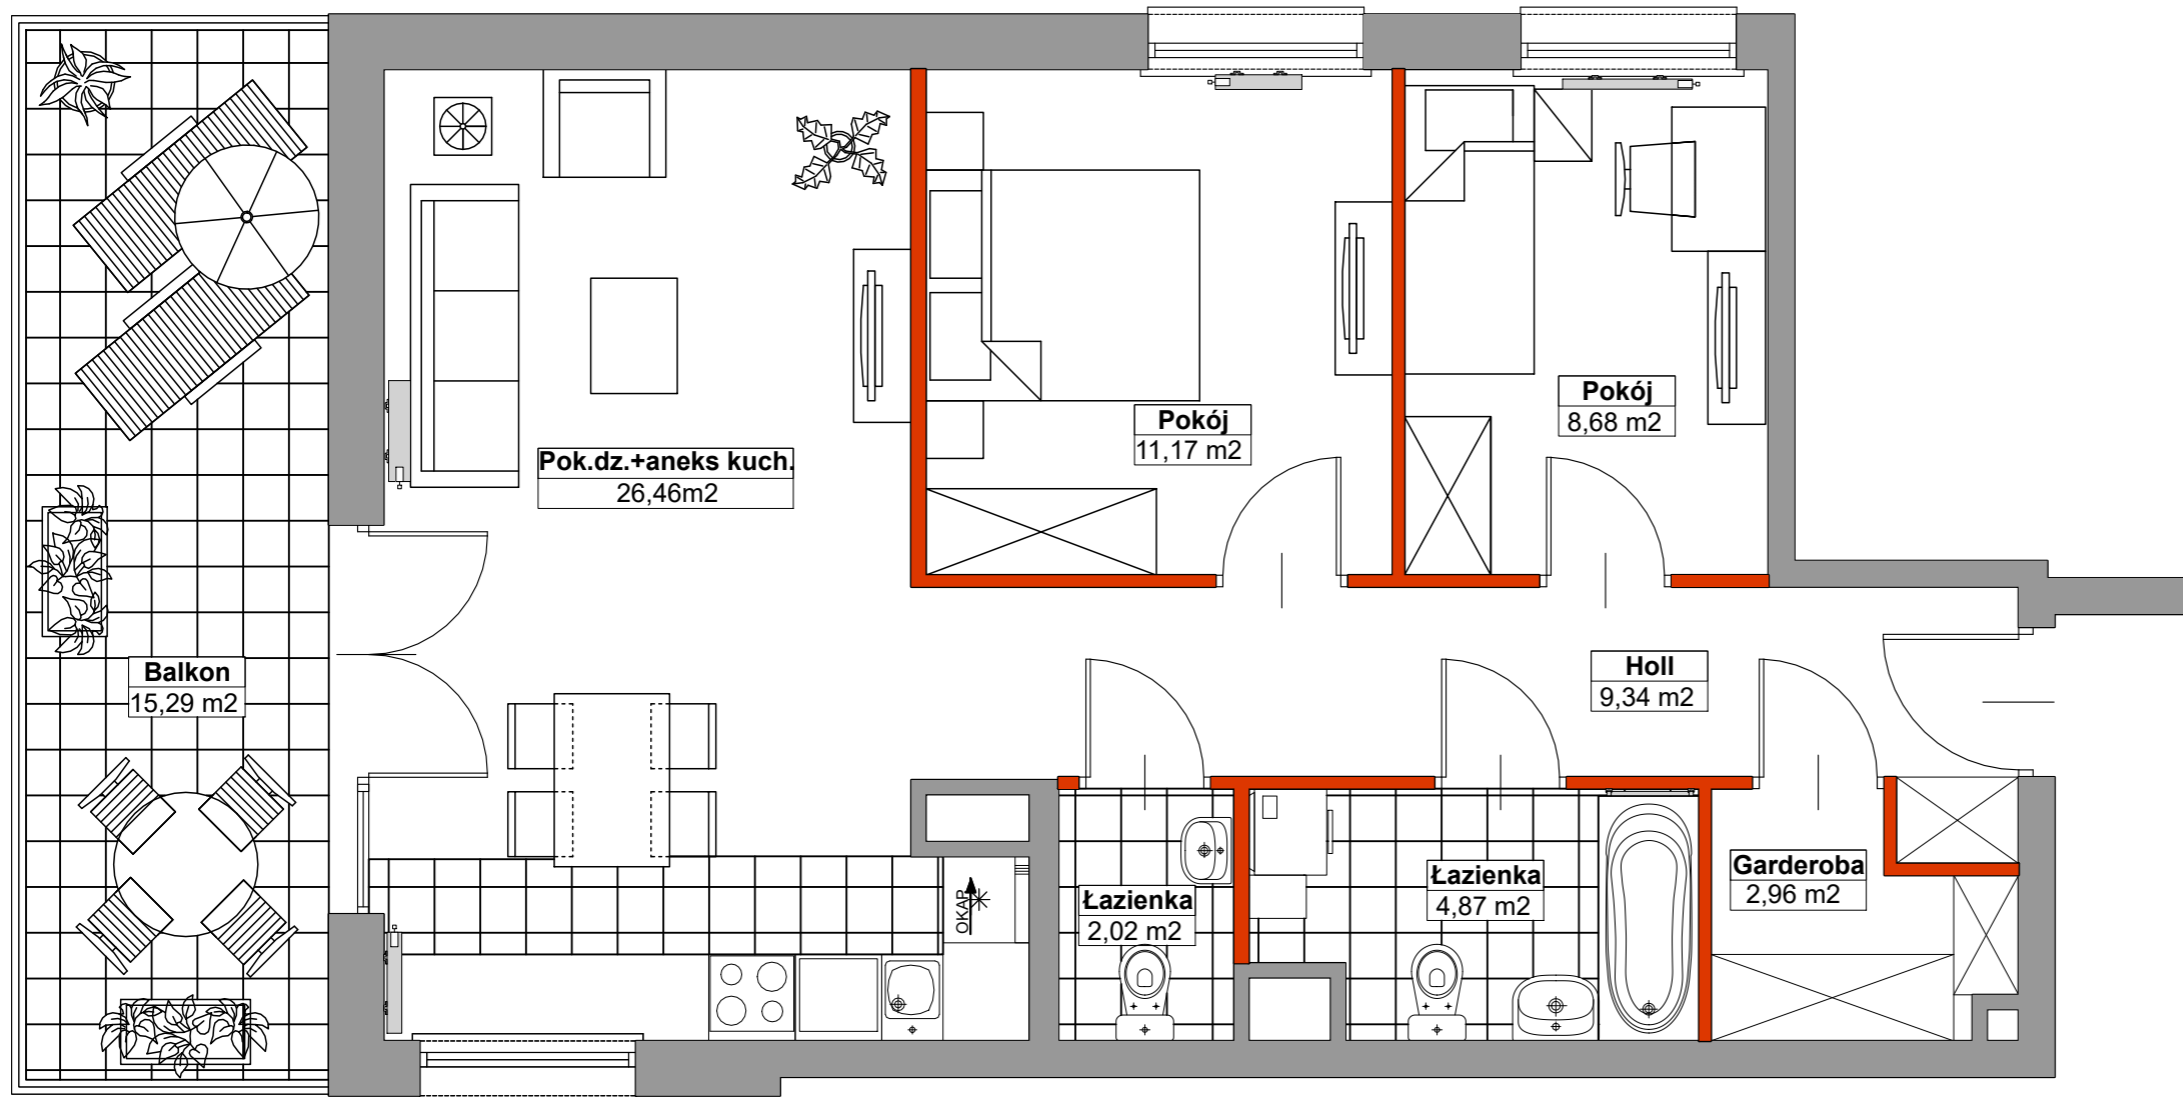 Pokój
8,68 m2
Pokój
11,17 m2
Pok.dz.+aneks kuch.
26,46m2
Balkon
15,29 m2
Holl
9,34 m2
Łazienka
2,02 m2
Łazienka
4,87 m2
Garderoba
2,96 m2
OKAP